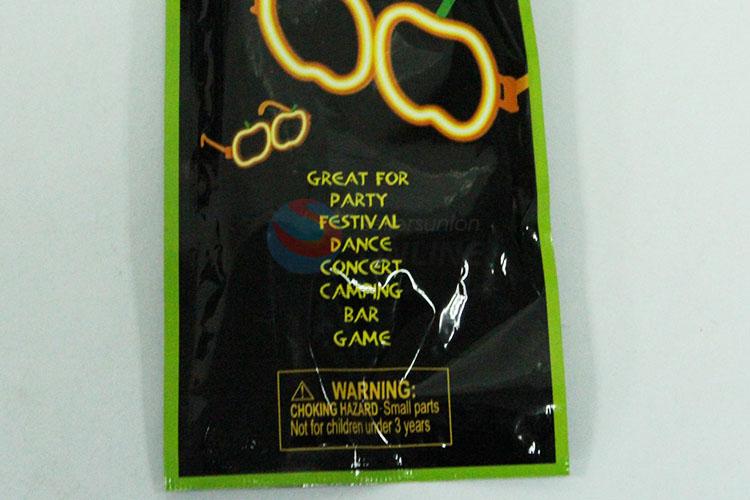 GREAT FOR
PARTY
FESTIVAL
DANCE
CONCERT
CAMPING
BAR
GAME
WARNING:
CHOKING HAZARD-Small parts
Not for children under 3 years